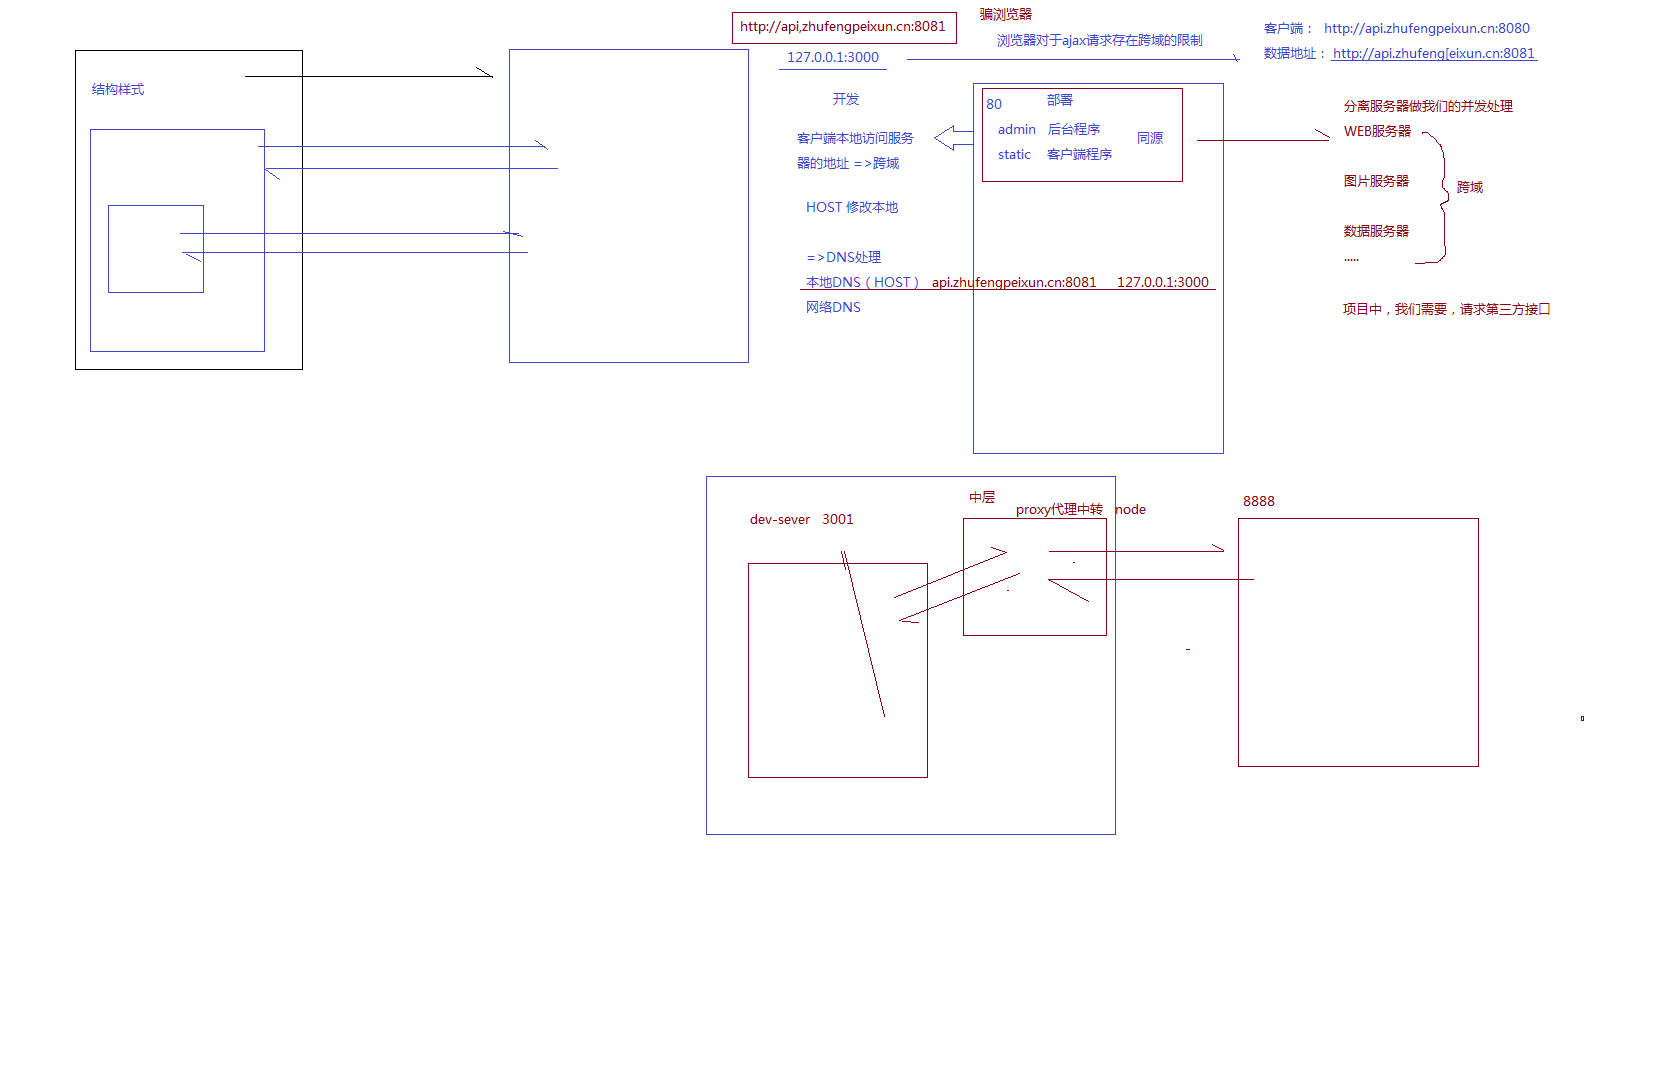 http://api,zhufengpeixun.cn:8081
骗浏览器
浏览器对于ajax请求存在跨域的限制
127.0.0.1:3000
客户端： http://api.zhufengpeixun.cn:8080
数据地址： http://api.zhufeng[eixun.cn:8081
结构样式
开发
客户端本地访问服务
器的地址 =>跨域
HOST 修改本地
=>DNS处理
本地DNS（HOST） api.zhufengpeixun.cn:8081 127.0.0.1:3000
网络DNS
80 部署
admin 后台程序
static 客户端程序
同源
分离服务器做我们的并发处理
WEB服务器
图片服务器
跨域
数据服务器
.....
项目中，我们需要，请求第三方接口
dev-sever 3001
中层
proxy代理中转 node
8888